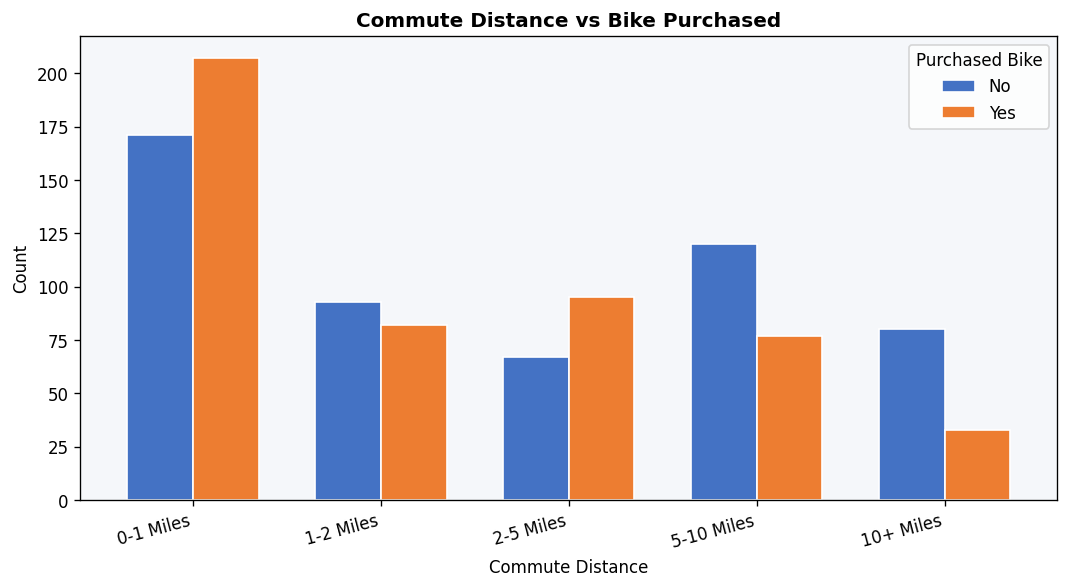 Commute Distance vs Bike Purchased
Purchased Bike
No
Yes
200
175
150
125
100
75
50
25
0
Count
0-1 Miles
1-2 Miles
2-5 Miles
5-10 Miles
10+ Miles
Commute Distance